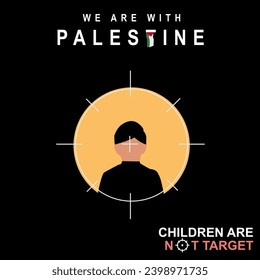 WE ARE WITH
PALESTINE
CHILDREN ARE
NOT TARGET
shutterstock.com · 2398971735